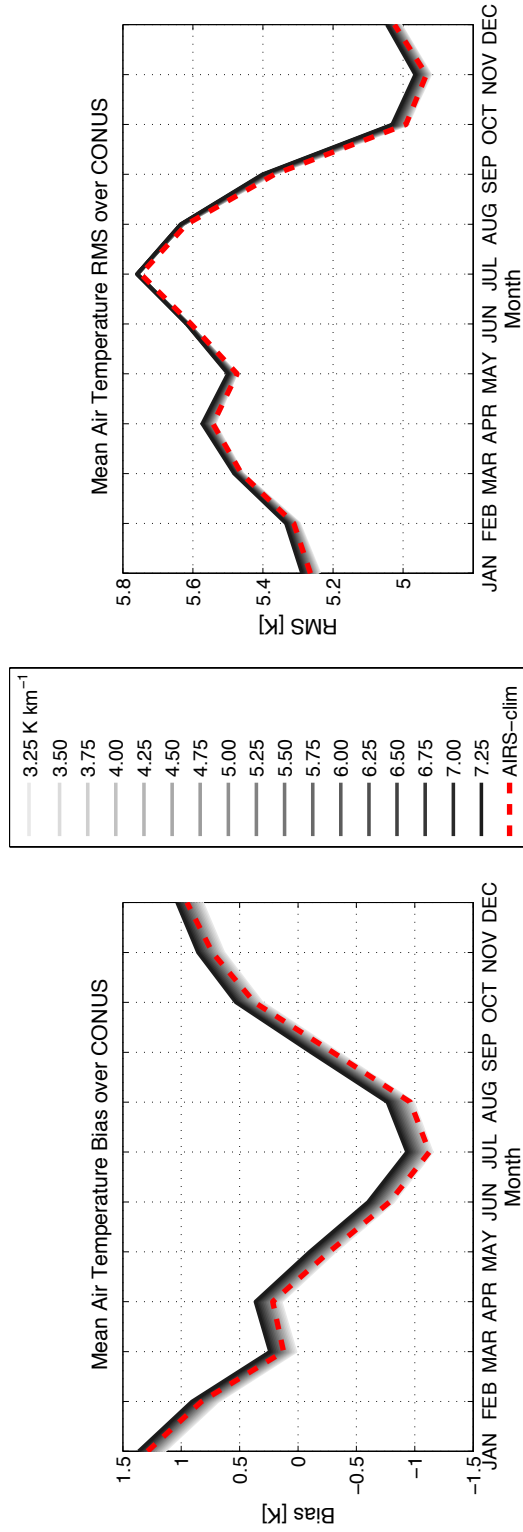 Mean Air Temperature Bias over CONUS
1.5
1
0.5
0
−0.5
−1
−1.5
Bias [K]
JAN FEB MAR APR MAY JUN JUL AUG SEP OCT NOV DEC
Month
3.25 K km−1
3.50
3.75
4.00
4.25
4.50
4.75
5.00
5.25
5.50
5.75
6.00
6.25
6.50
6.75
7.00
7.25
AIRS−clim
Mean Air Temperature RMS over CONUS
5.8
5.6
5.4
5.2
5
RMS [K]
JAN FEB MAR APR MAY JUN JUL AUG SEP OCT NOV DEC
Month